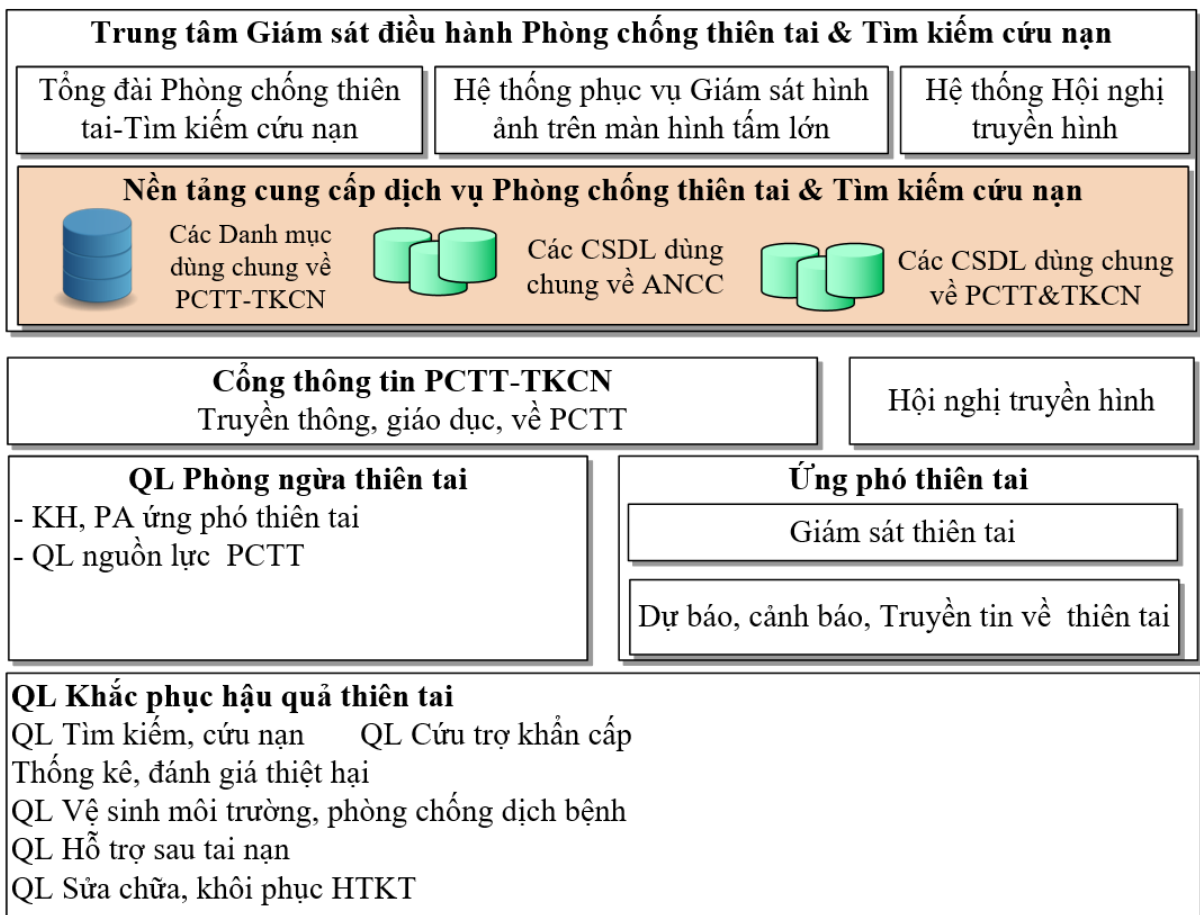 Trung tâm Giám sát điều hành Phòng chống thiên tai & Tìm kiếm cứu nạn
Tổng đài Phòng chống thiên
tai-Tìm kiếm cứu nạn
Hệ thống phục vụ Giám sát hình
ảnh trên màn hình tấm lớn
Hệ thống Hội nghị
truyền hình
Nền tảng cung cấp dịch vụ Phòng chống thiên tai & Tìm kiếm cứu nạn
Các Danh mục
dùng chung về
PCTT-TKCN
Các CSDL dùng
chung về ANCC
Các CSDL dùng chung
về PCTT&TKCN
Cổng thông tin PCTT-TKCN
Truyền thông, giáo dục, về PCTT
Hội nghị truyền hình
QL Phòng ngừa thiên tai
- KH, PA ứng phó thiên tai
- QL nguồn lực PCTT
Ứng phó thiên tai
Giám sát thiên tai
Dự báo, cảnh báo, Truyền tin về thiên tai
QL Khắc phục hậu quả thiên tai
QL Tìm kiếm, cứu nạn QL Cứu trợ khẩn cấp
Thống kê, đánh giá thiệt hại
QL Vệ sinh môi trường, phòng chống dịch bệnh
QL Hỗ trợ sau tai nạn
QL Sửa chữa, khôi phục HTKT